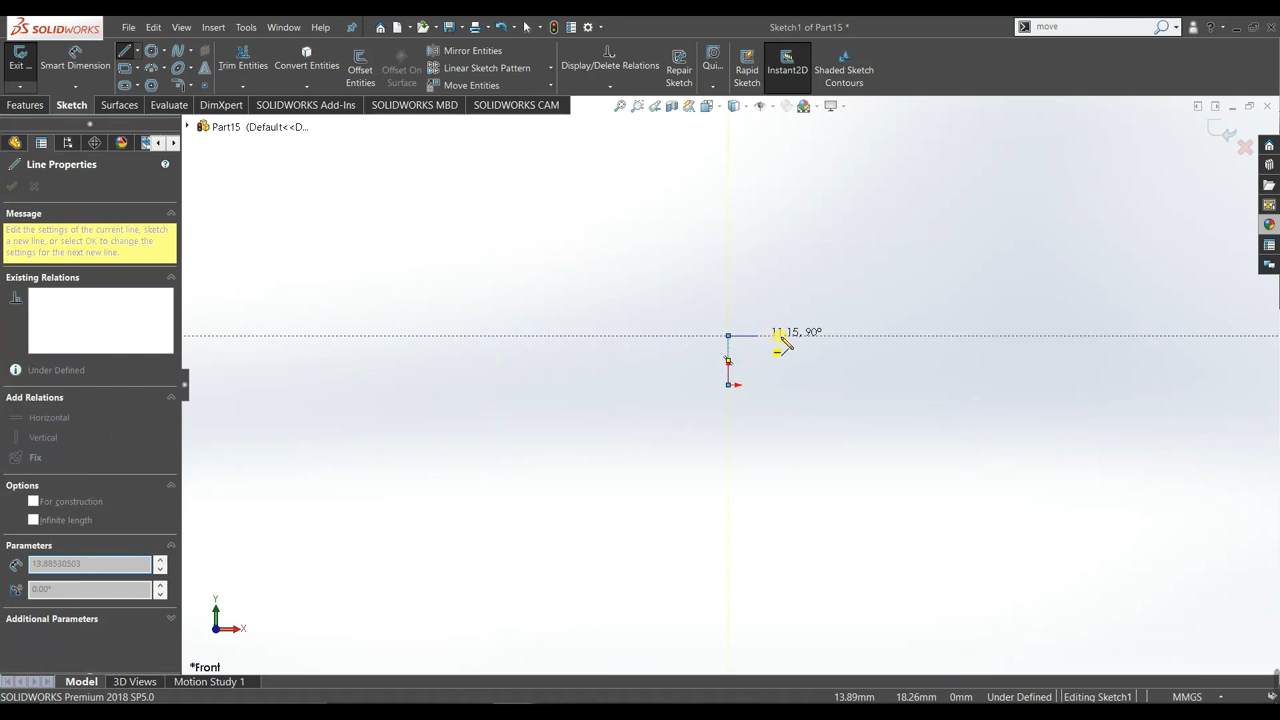 SOLIDWORKS
File Edit View Insert Tools Window Help
Sketch1 of Part15 *
move
Exit ...
Smart Dimension
Trim Entities
Convert Entities
Offset Entities
Offset On Surface
Mirror Entities
Linear Sketch Pattern
Move Entities
Display/Delete Relations
Repair Sketch
Qui...
Rapid Sketch
Instant2D
Shaded Sketch Contours
Features Sketch Surfaces Evaluate DimXpert SOLIDWORKS Add-Ins SOLIDWORKS MBD SOLIDWORKS CAM
Part15 (Default<<D...
Line Properties
Message
Edit the settings of the current line, sketch
a new line, or select OK to change the
settings for the next new line.
Existing Relations
Under Defined
Add Relations
Horizontal
Vertical
Fix
Options
For construction
Infinite length
Parameters
13.88530503
0.00°
Additional Parameters
11.15, 90°
Y
X
*Front
Model 3D Views Motion Study 1
SOLIDWORKS Premium 2018 SP5.0
13.89mm 18.26mm 0mm Under Defined Editing Sketch1 MMGS